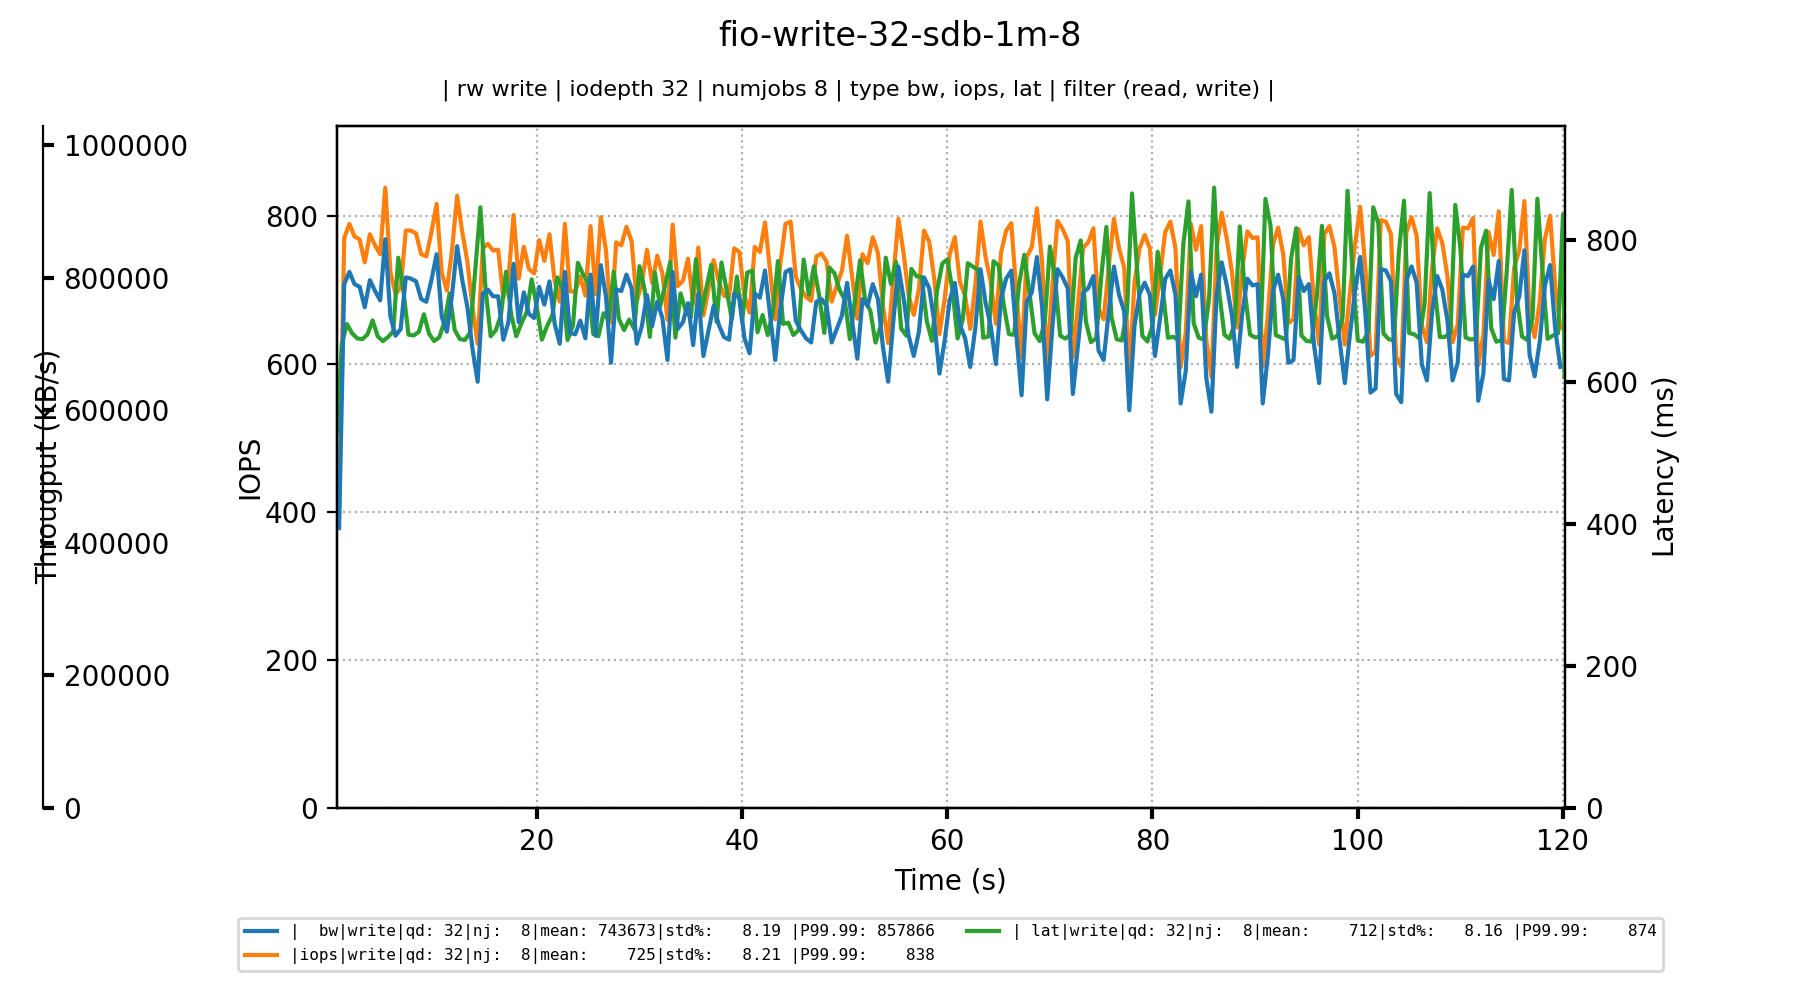 fio-write-32-sdb-1m-8
| rw write | iodepth 32 | numjobs 8 | type bw, iops, lat | filter (read, write) |
Througput (KB/s)
1000000
800000
600000
400000
200000
0
IOPS
800
600
400
200
0
Latency (ms)
800
600
400
200
0
20 40 60 80 100 120
Time (s)
|  bw|write|qd: 32|nj:  8|mean: 743673|std%:   8.19 |P99.99: 857866
|iops|write|qd: 32|nj:  8|mean:    725|std%:   8.21 |P99.99:    838
| lat|write|qd: 32|nj:  8|mean:    712|std%:   8.16 |P99.99:    874